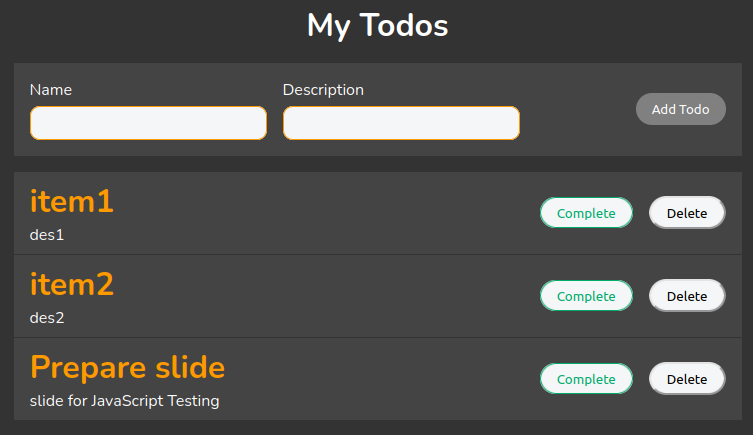 My Todos
Name Description
Add Todo
item1
des1
Complete Delete
item2
des2
Complete Delete
Prepare slide
slide for JavaScript Testing
Complete Delete